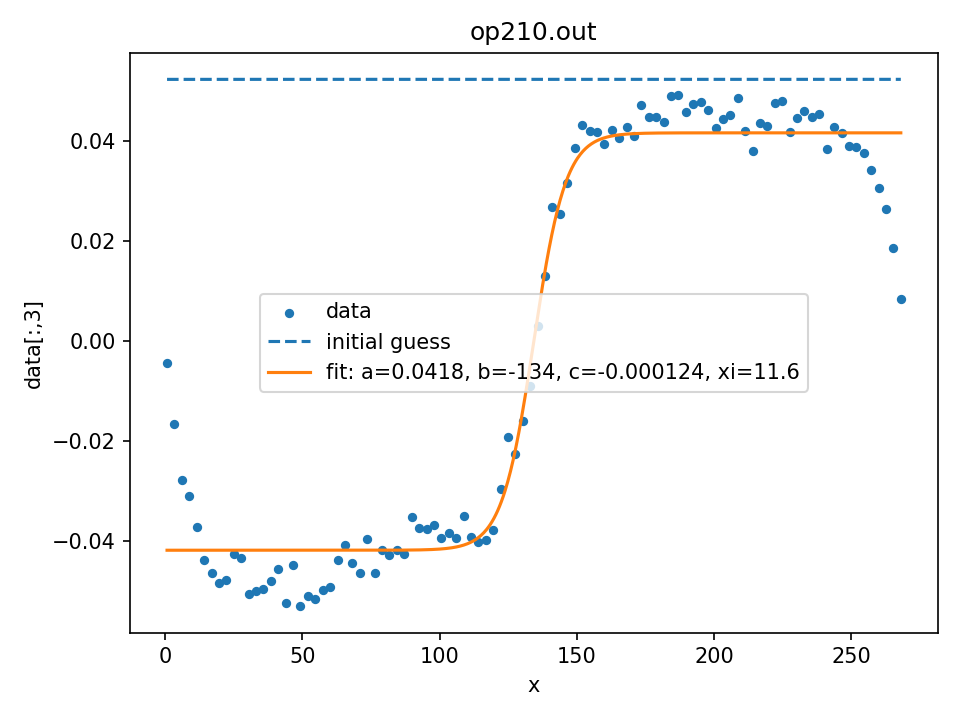 op210.out
0.04
0.02
0.00
−0.02
−0.04
data[:,3]
data
initial guess
fit: a=0.0418, b=-134, c=-0.000124, xi=11.6
0 50 100 150 200 250
x